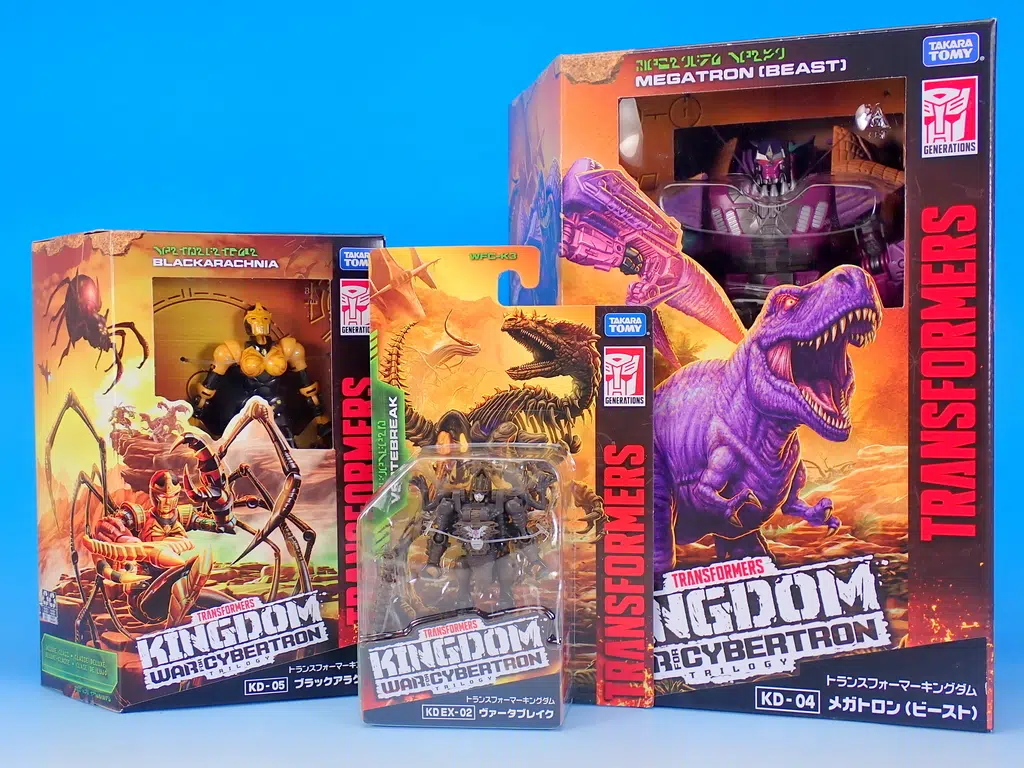 BLACKARACHNIA
TAKARA
TOMY
GENERATIONS
TRANSFORMERS
TRANSFORMERS
KINGDOM
WAR FOR CYBERTRON
TRILOGY
トランスフォーマーキング
KD-05 ブラックアラク
WFC-K3
VERTEBREAK
TAKARA
TOMY
GENERATIONS
TRANSFORMERS
TRANSFORMERS
KINGDOM
WAR FOR CYBERTRON
TRILOGY
トランスフォーマーキングダム
KD EX-02 ヴァータブレイク
MEGATRON (BEAST)
TAKARA
TOMY
GENERATIONS
TRANSFORMERS
TRANSFORMERS
KINGDOM
WAR FOR CYBERTRON
TRILOGY
トランスフォーマーキングダム
KD-04 メガトロン(ビースト)